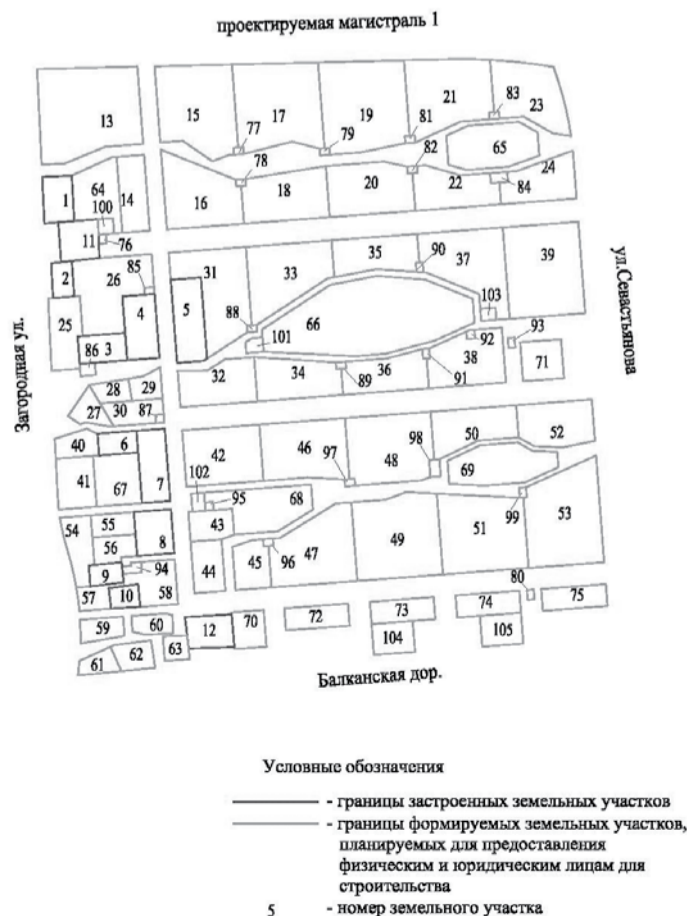 проектируемая магистраль 1
13 15 17 19 21 83 23
77 79 81
82 65
78
1 64 14 16 18 20 22 84 24
100
11 76
2 26 85 31 33 35 90 37 39
25 4 5 88 66 103
86 3 101 92 93
89 91 38 71
28 29 32 34 36
27 30 87
40 6 42 46 97 48 98 50 52
41 67 7 102 95 68 69
43 99
54 55 8 45 96 47 49 51 53
56
9 94 44
57 10 58 80
59 60 12 70 72 73 74 75
61 62 63 104 105
Загородная ул.
ул.Севастьянова
Балканская дор.
Условные обозначения
- границы застроенных земельных участков
- границы формируемых земельных участков,
планируемых для предоставления
физическим и юридическим лицам для
строительства
5 - номер земельного участка